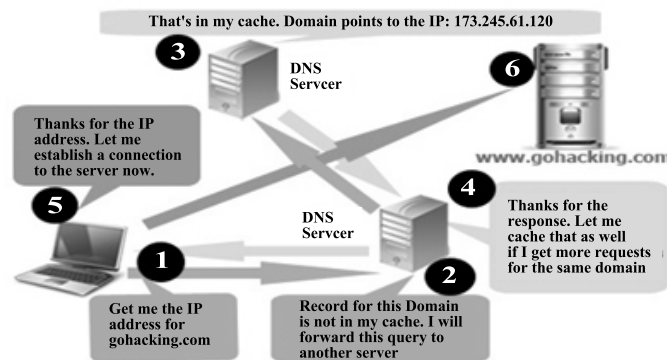 That's in my cache. Domain points to the IP: 173.245.61.120
3
DNS
Servcer
6
www.gohacking.com
Thanks for the IP
address. Let me
establish a connection
to the server now.
5
4
Thanks for the
response. Let me
cache that as well
if I get more requests
for the same domain
DNS
Servcer
1
2
Get me the IP
address for
gohacking.com
Record for this Domain
is not in my cache. I will
forward this query to
another server